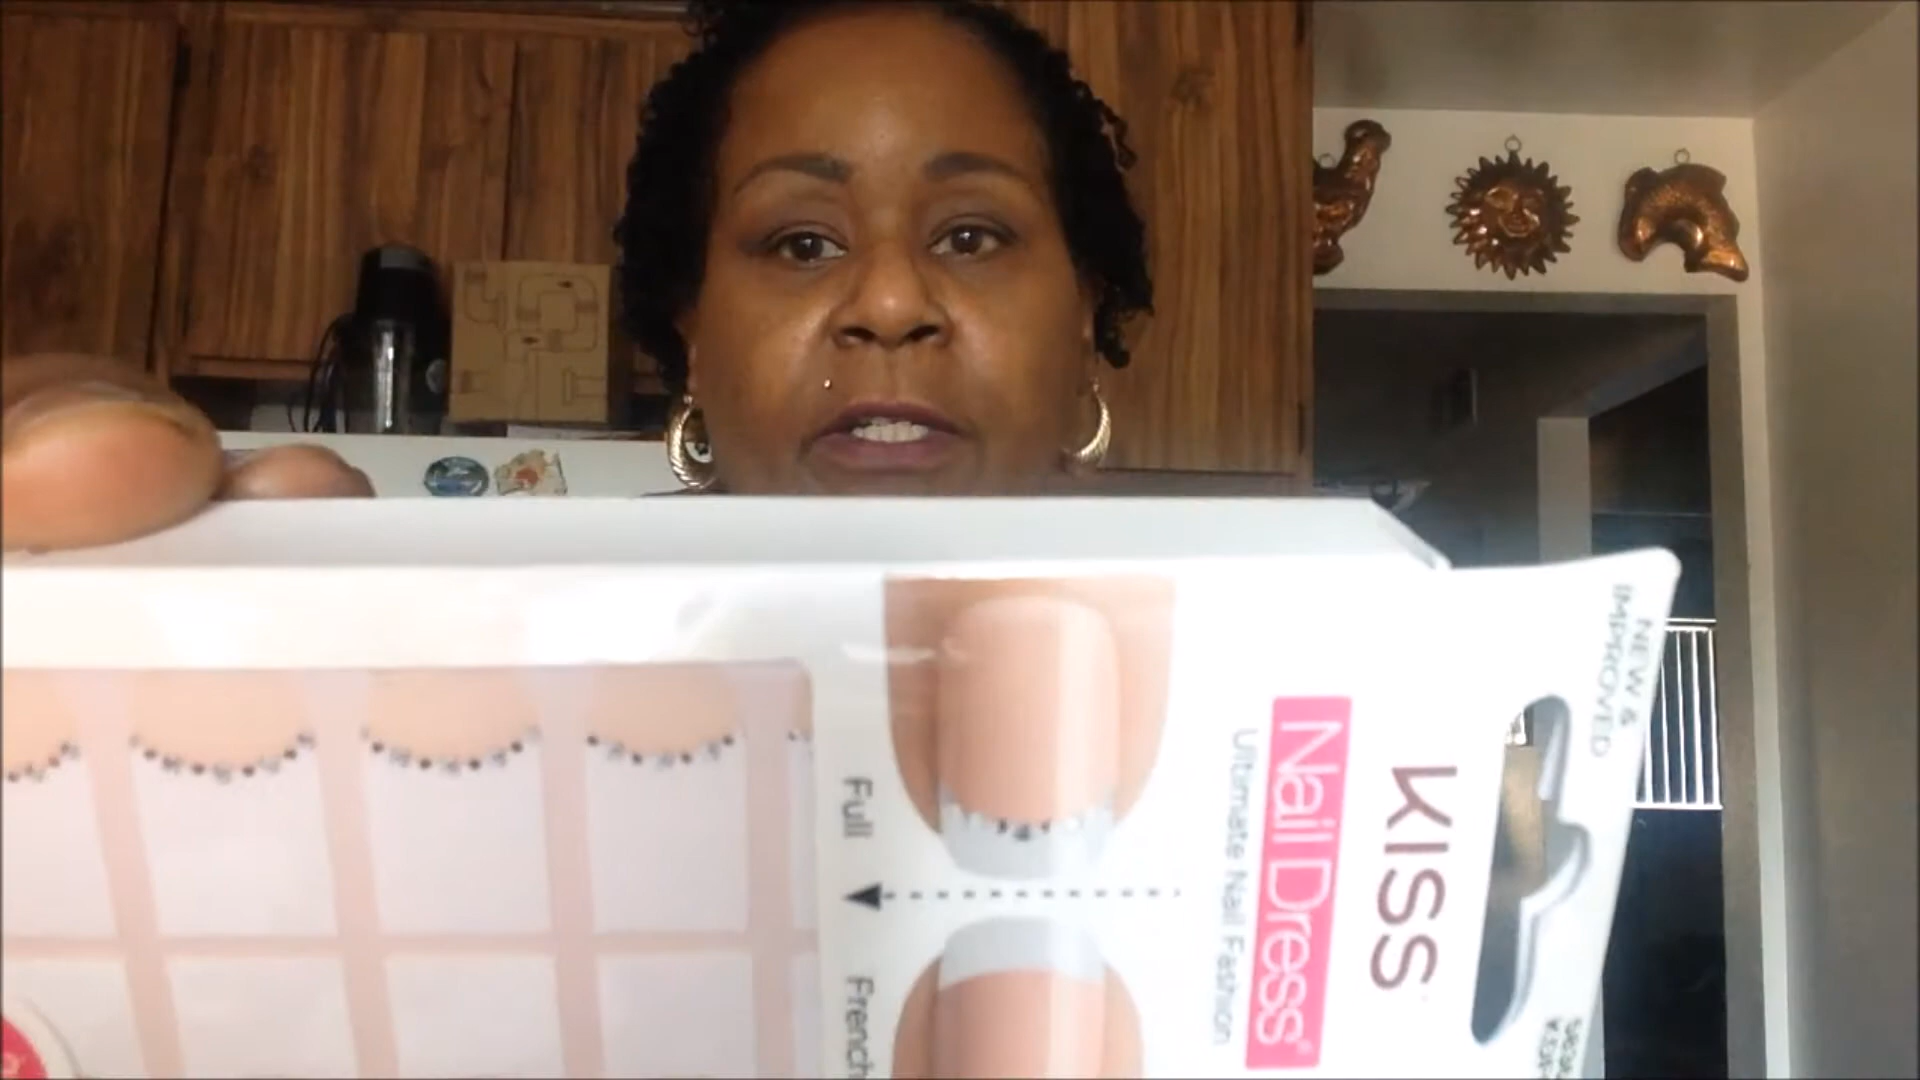 NEW &
IMPROVED
KISS
Nail Dress®
Ultimate Nail Fashion
Full
French